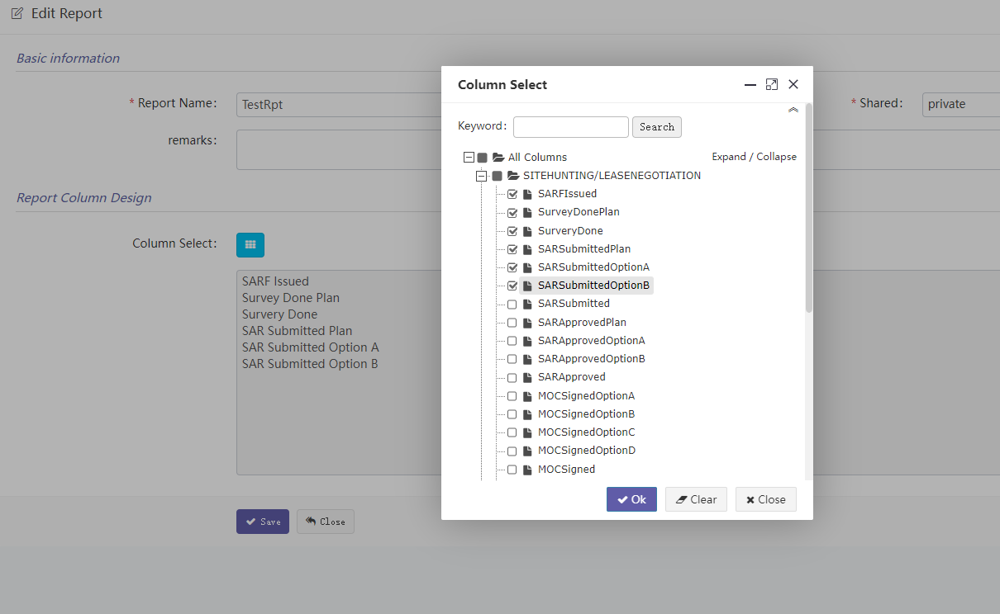 Edit Report
Basic information
* Report Name:
TestRpt
* Shared:
private
remarks:
Report Column Design
Column Select:
SARF Issued
Survey Done Plan
Survery Done
SAR Submitted Plan
SAR Submitted Option A
SAR Submitted Option B
Save
Close
Column Select
Keyword:
Search
All Columns
Expand / Collapse
SITEHUNTING/LEASENEGOTIATION
SARFIssued
SurveyDonePlan
SurveryDone
SARSubmittedPlan
SARSubmittedOptionA
SARSubmittedOptionB
SARSubmitted
SARApprovedPlan
SARApprovedOptionA
SARApprovedOptionB
SARApproved
MOCSignedOptionA
MOCSignedOptionB
MOCSignedOptionC
MOCSignedOptionD
MOCSigned
Ok
Clear
Close